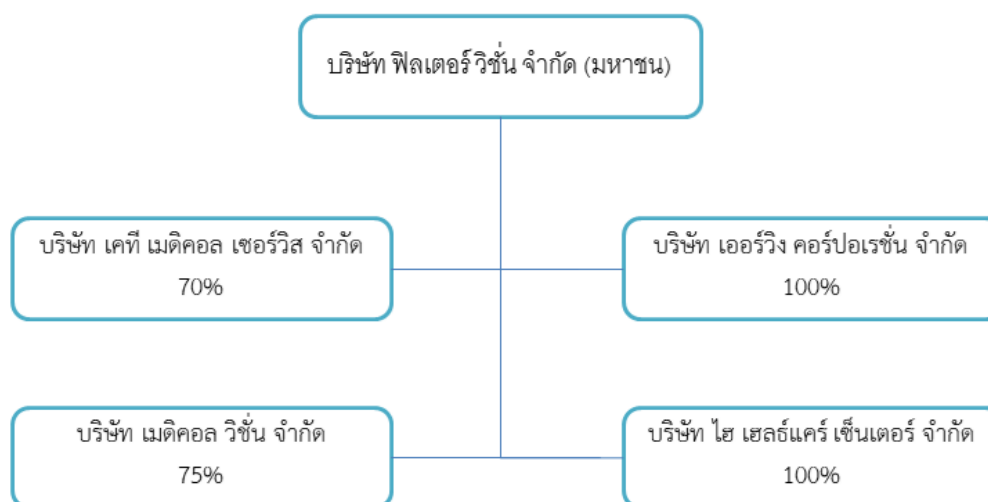 บริษัท ฟิลเตอร์ วิชั่น จำกัด (มหาชน)
บริษัท เคที เมดิคอล เซอร์วิส จำกัด
70%
บริษัท เออร์วิง คอร์ปอเรชั่น จำกัด
100%
บริษัท เมดิคอล วิชั่น จำกัด
75%
บริษัท ไฮ เฮลธ์แคร์ เซ็นเตอร์ จำกัด
100%